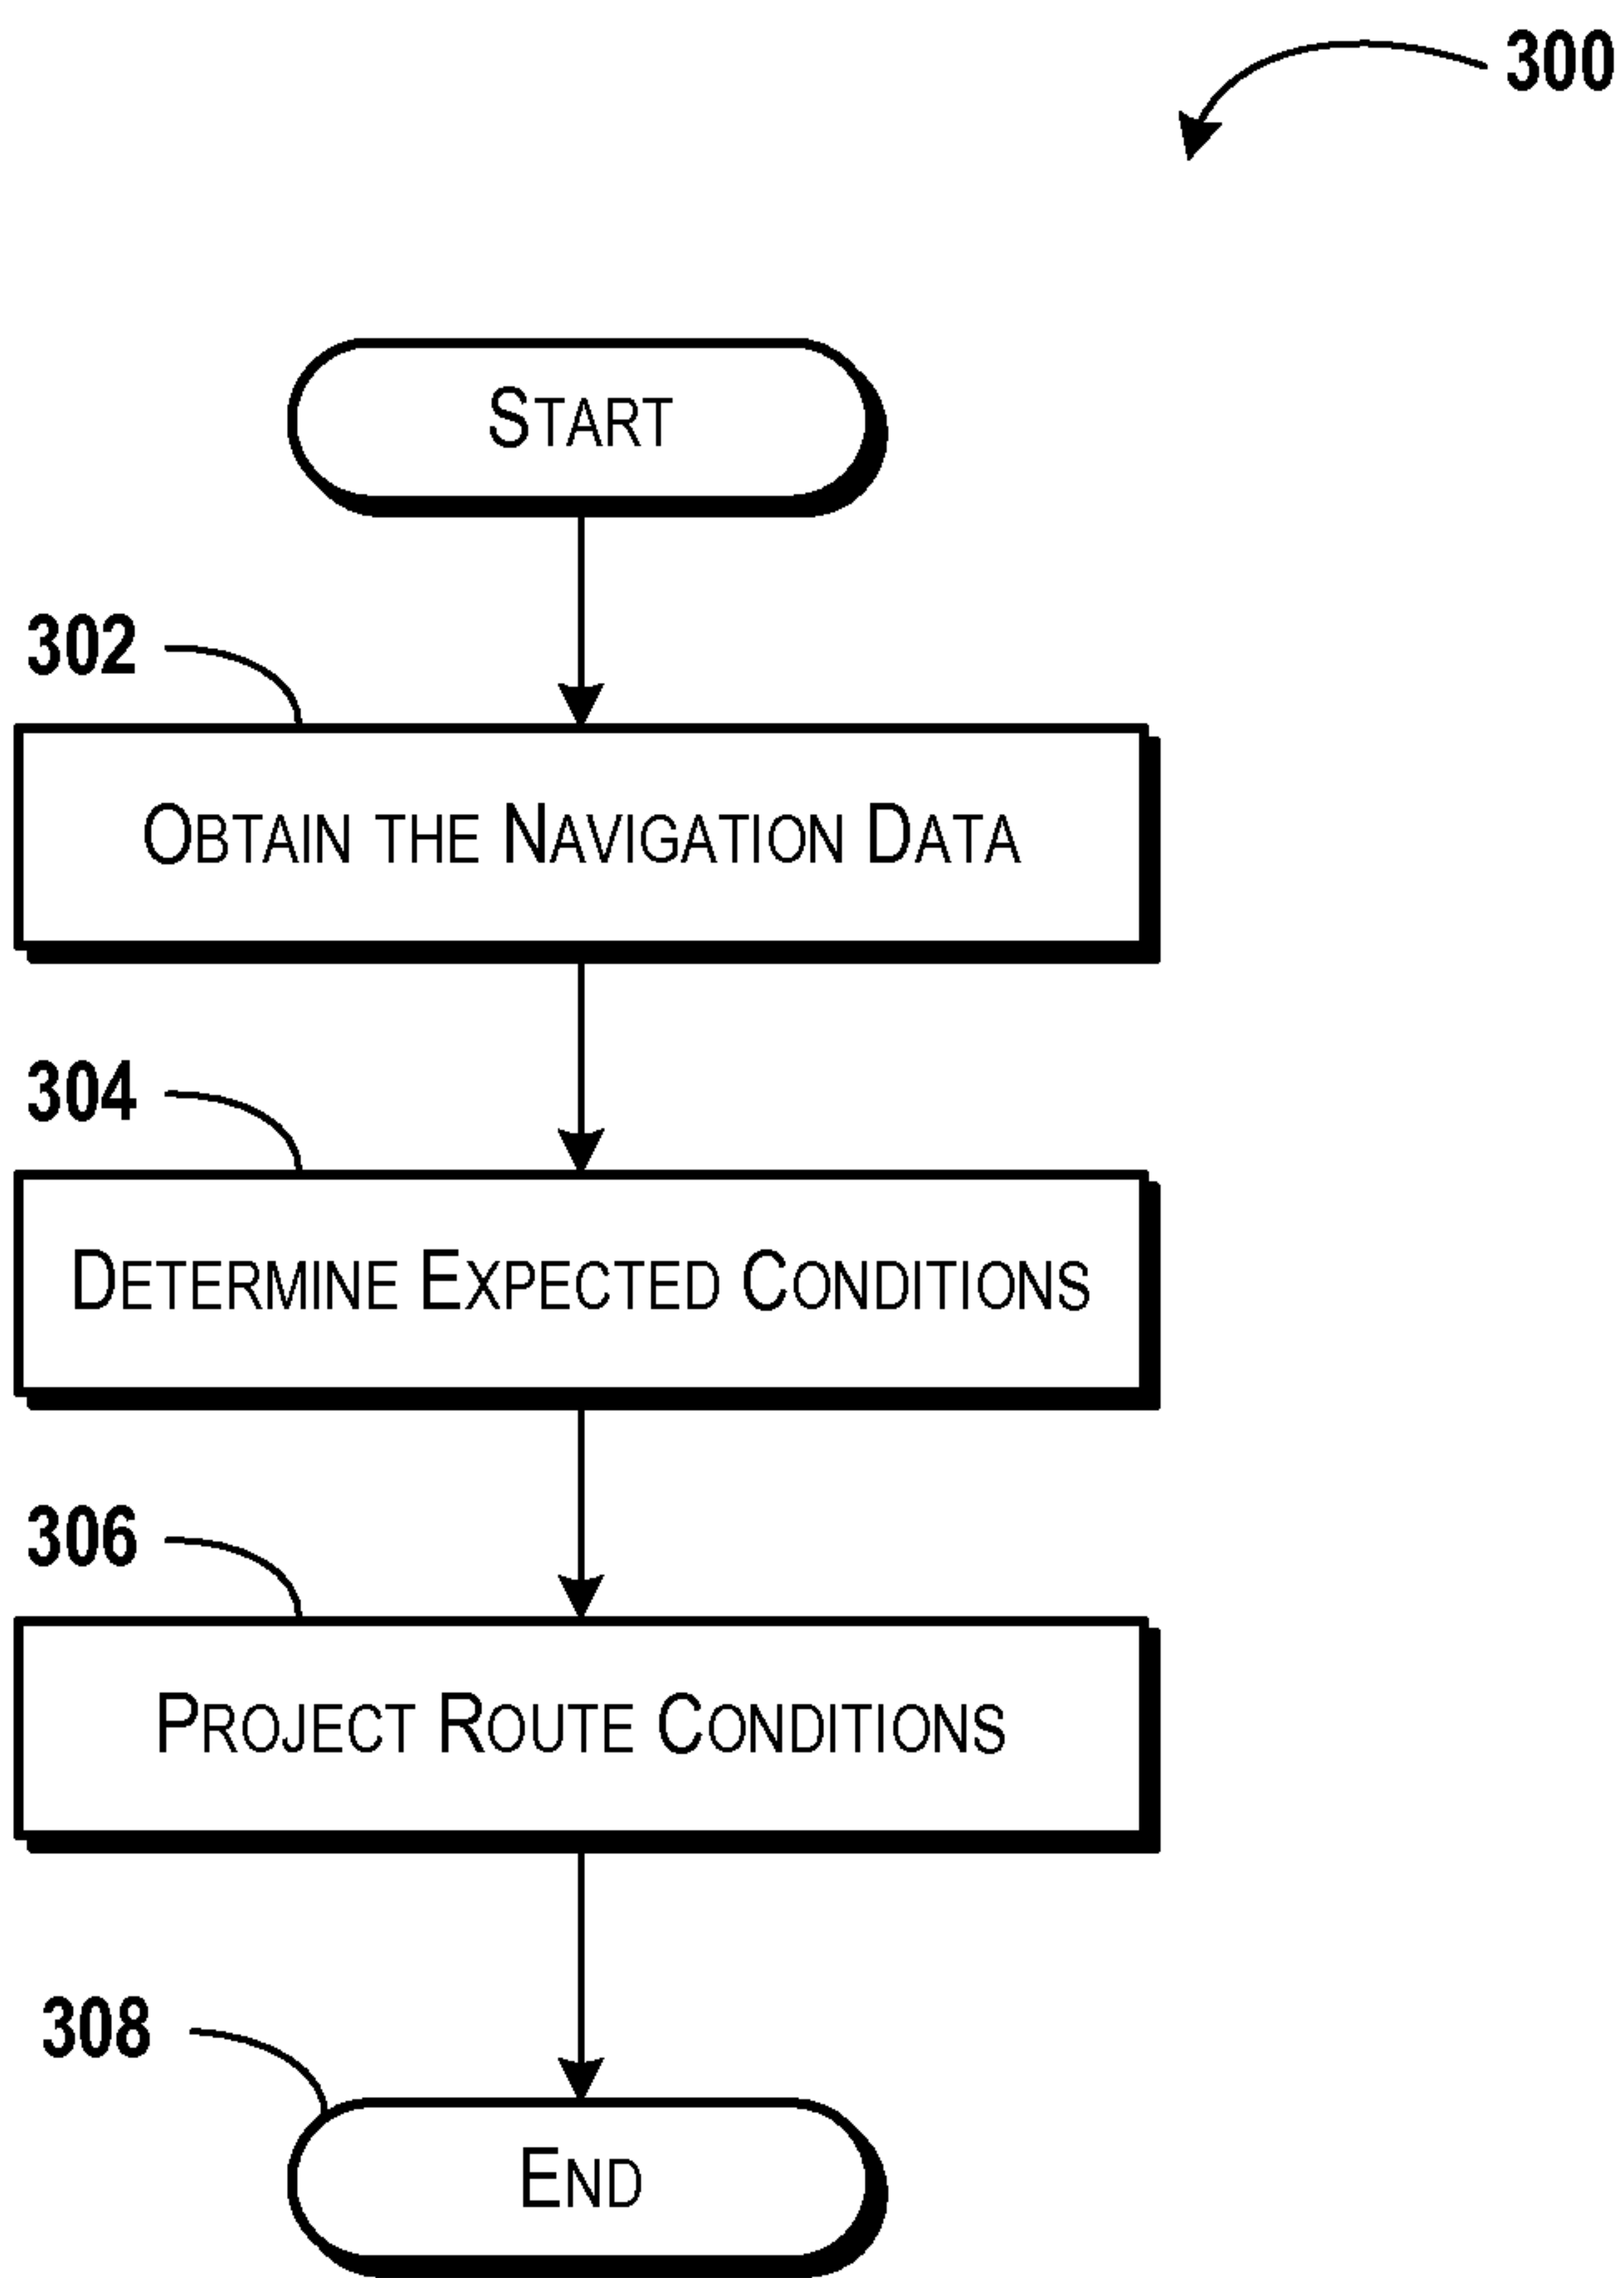 300
START
302
OBTAIN THE NAVIGATION DATA
304
DETERMINE EXPECTED CONDITIONS
306
PROJECT ROUTE CONDITIONS
308
END